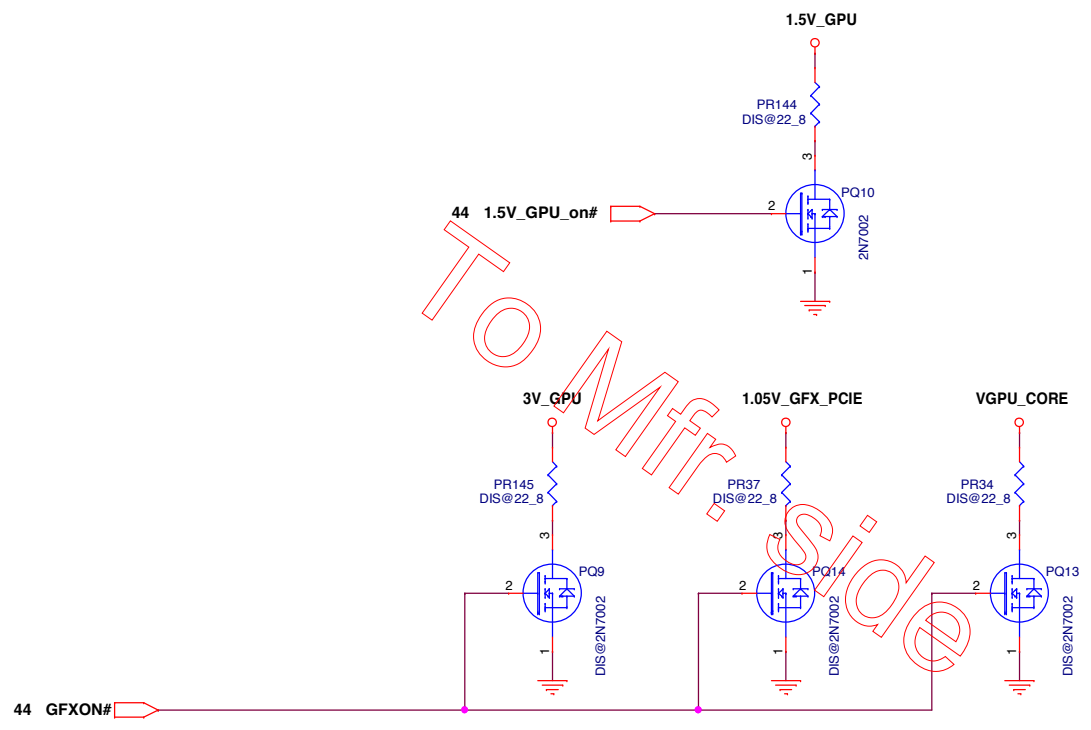 1.5V_GPU
PR144
DIS@22_8
3
PQ10
2
44 1.5V_GPU_on#
2N7002
1
To Mfr. side
3V_GPU
1.05V_GFX_PCIE
VGPU_CORE
PR145
DIS@22_8
PR37
DIS@22_8
PR34
DIS@22_8
3
3
3
PQ9
PQ14
PQ13
2
2
2
DIS@2N7002
DIS@2N7002
DIS@2N7002
1
1
1
44 GFXON#